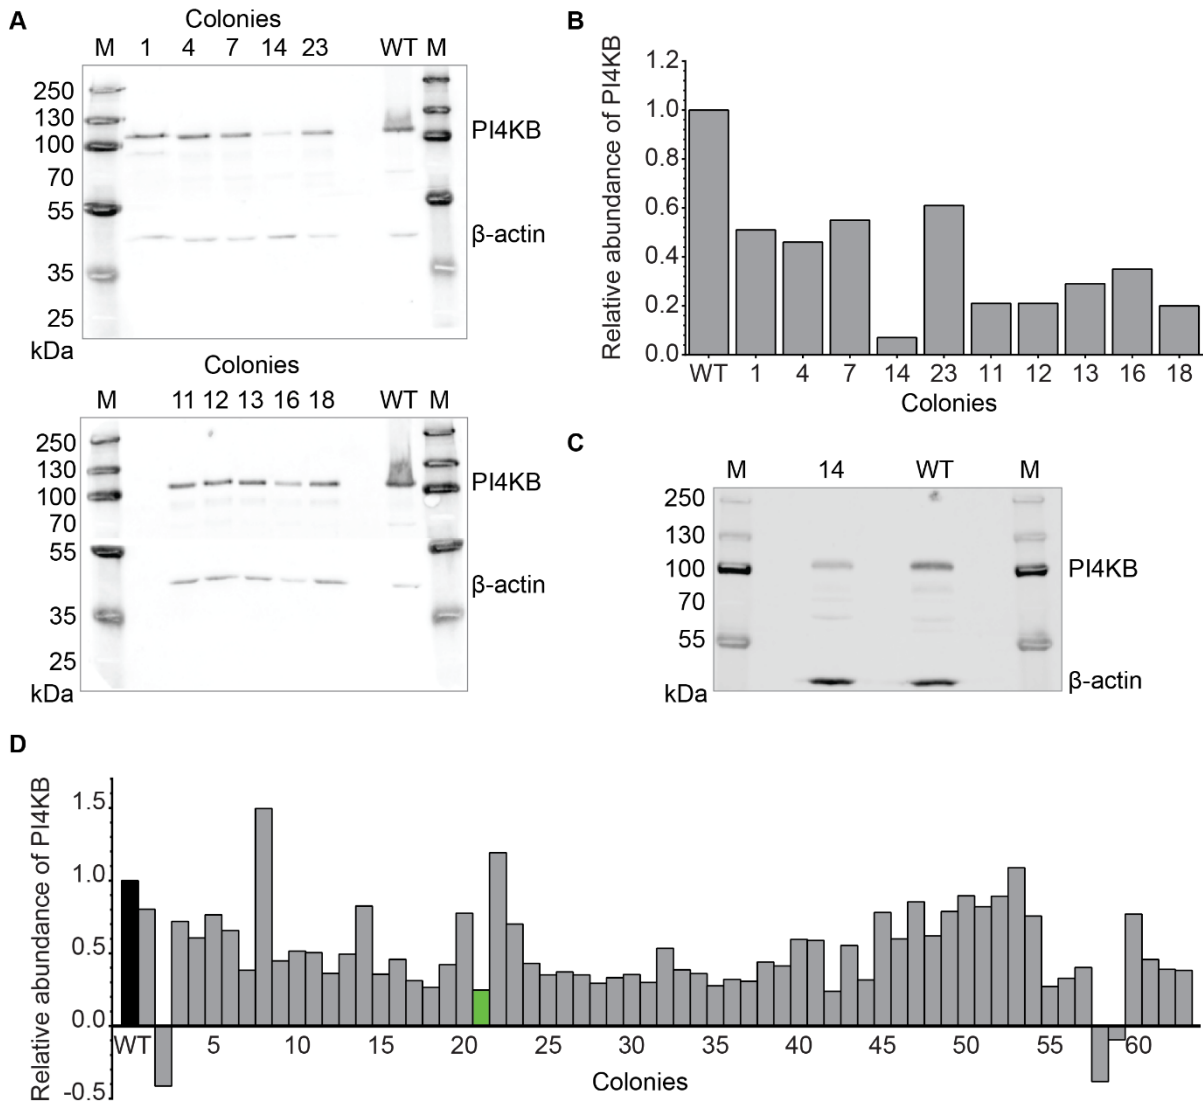 A
Colonies
M 1 4 7 14 23 WT M
250
130
100
70
55
35
25
kDa
PI4KB
β-actin
Colonies
M 11 12 13 16 18 WT M
250
130
100
70
55
35
25
kDa
PI4KB
β-actin
B
Relative abundance of PI4KB
1.2
1.0
0.8
0.6
0.4
0.2
0.0
WT 1 4 7 14 23 11 12 13 16 18
Colonies
C
M 14 WT M
250
130
100
70
55
kDa
PI4KB
β-actin
D
Relative abundance of PI4KB
1.5
1.0
0.5
0.0
-0.5
WT 5 10 15 20 25 30 35 40 45 50 55 60
Colonies